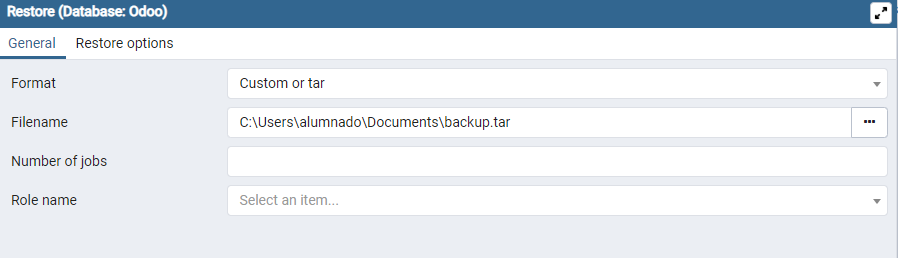 Restore (Database: Odoo)
General Restore options
Format Custom or tar
Filename C:\Users\alumnado\Documents\backup.tar
Number of jobs
Role name Select an item...